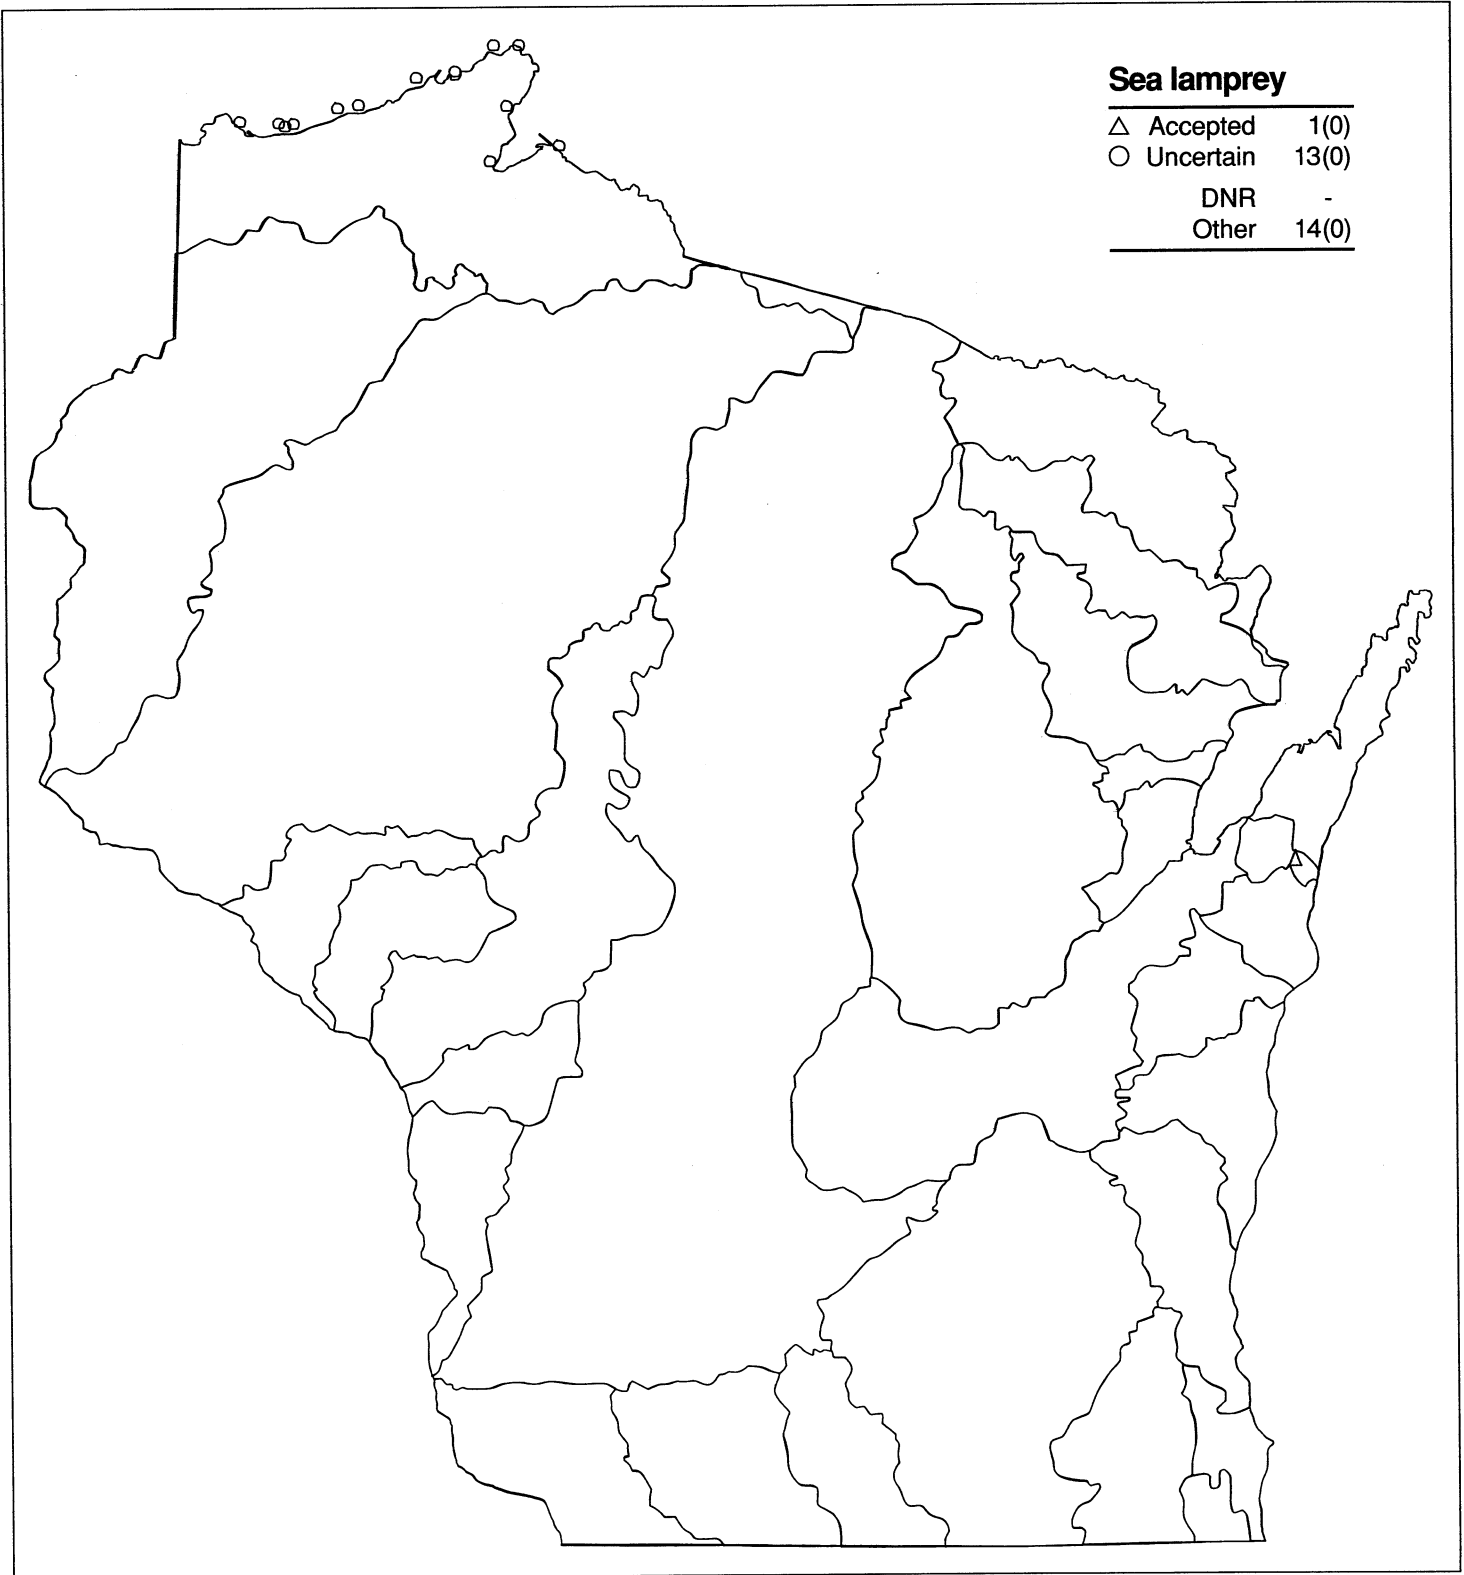 Sea lamprey
△ Accepted 1(0)
○ Uncertain 13(0)
DNR -
Other 14(0)